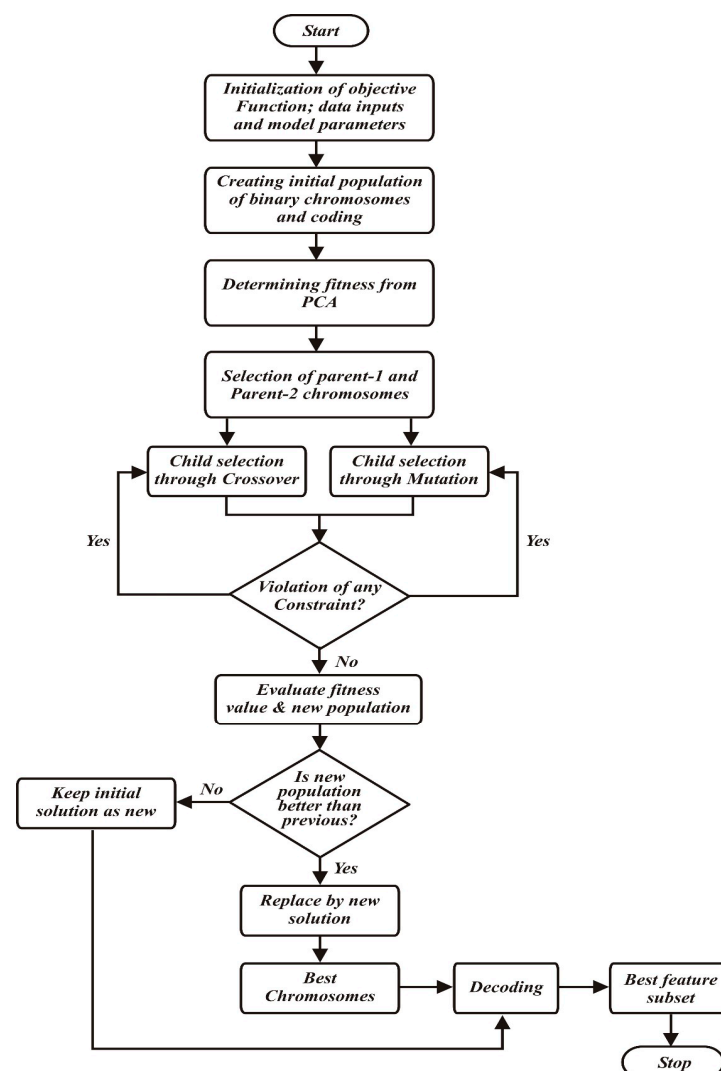 Start
Initialization of objective
Function; data inputs
and model parameters
Creating initial population
of binary chromosomes
and coding
Determining fitness from
PCA
Selection of parent-1 and
Parent-2 chromosomes
Child selection
through Crossover
Child selection
through Mutation
Yes
Yes
Violation of any
Constraint?
No
Evaluate fitness
value & new population
Is new
population
better than
previous?
No
Keep initial
solution as new
Yes
Replace by new
solution
Best
Chromosomes
Decoding
Best feature
subset
Stop